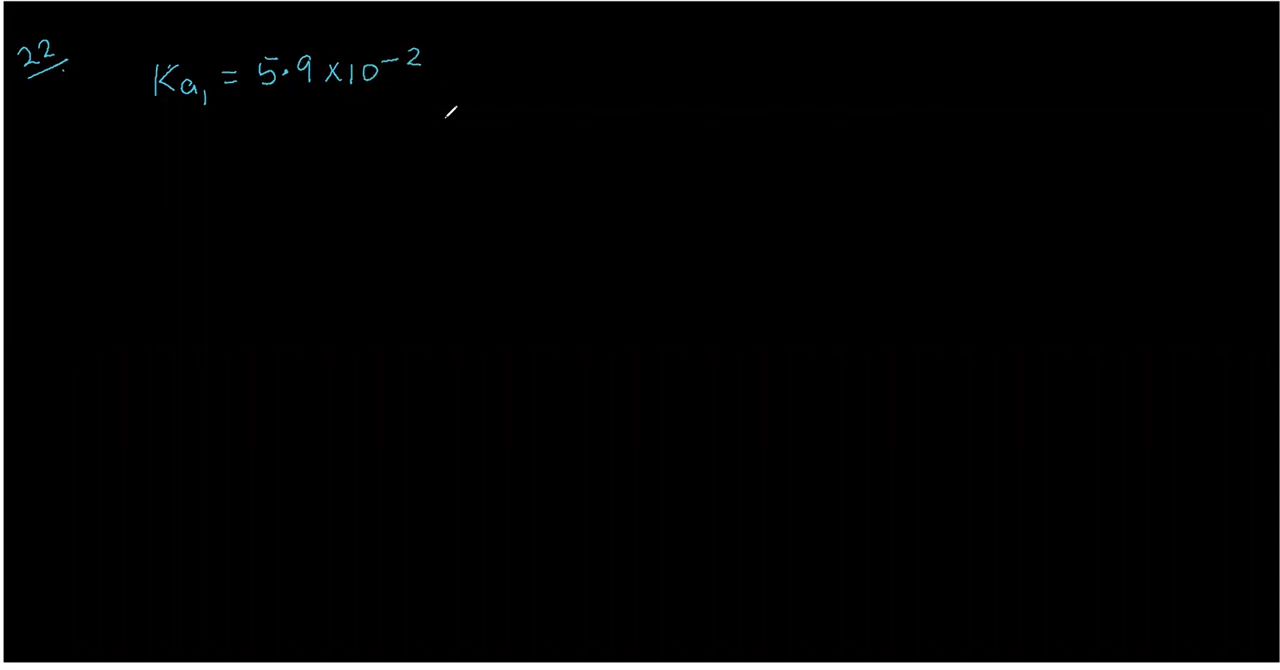 22
Ka₁ = 5.9 × 10⁻²